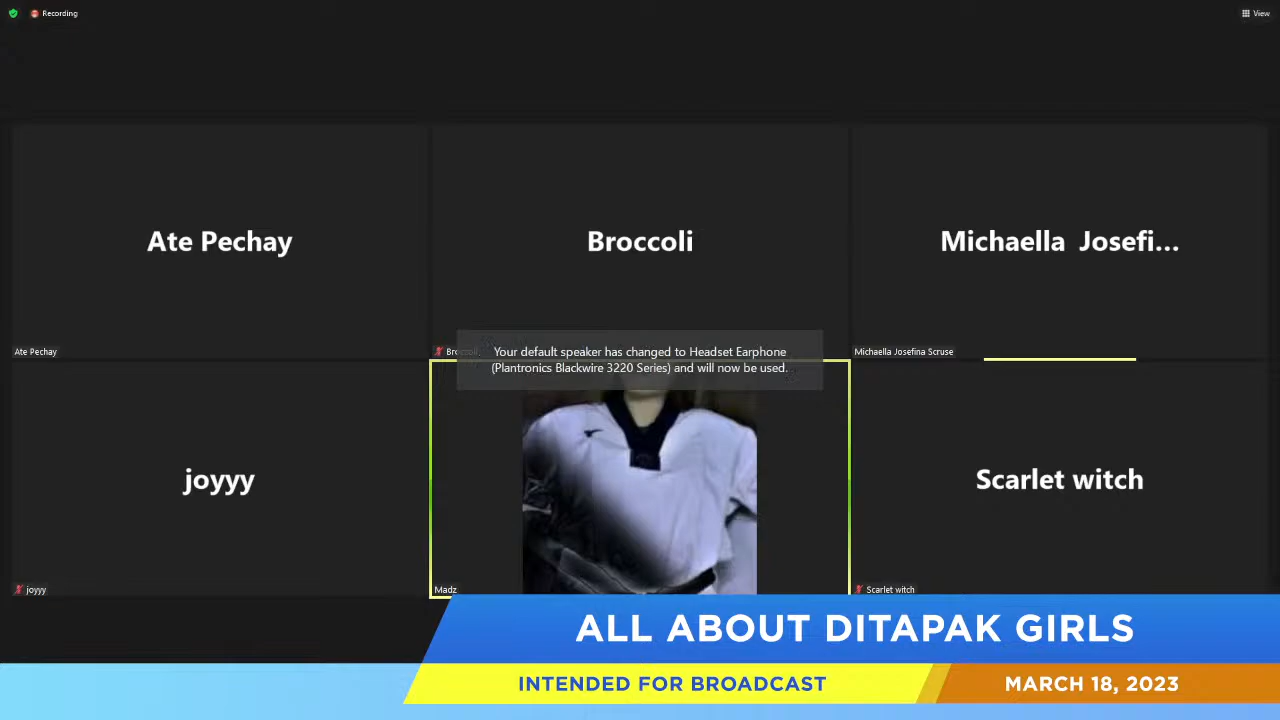 Recording
View
Ate Pechay
Broccoli
Michaella Josefi...
Ate Pechay
Broccoli
Michaella Josefina Scruse
Your default speaker has changed to Headset Earphone
(Plantronics Blackwire 3220 Series) and will now be used.
joyyy
Scarlet witch
joyyy
Madz
Scarlet witch
ALL ABOUT DITAPAK GIRLS
INTENDED FOR BROADCAST
MARCH 18, 2023